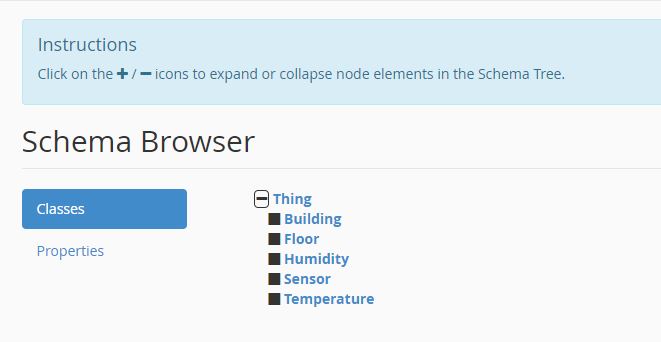 Instructions
Click on the + / − icons to expand or collapse node elements in the Schema Tree.
Schema Browser
Classes
Properties
Thing
Building
Floor
Humidity
Sensor
Temperature